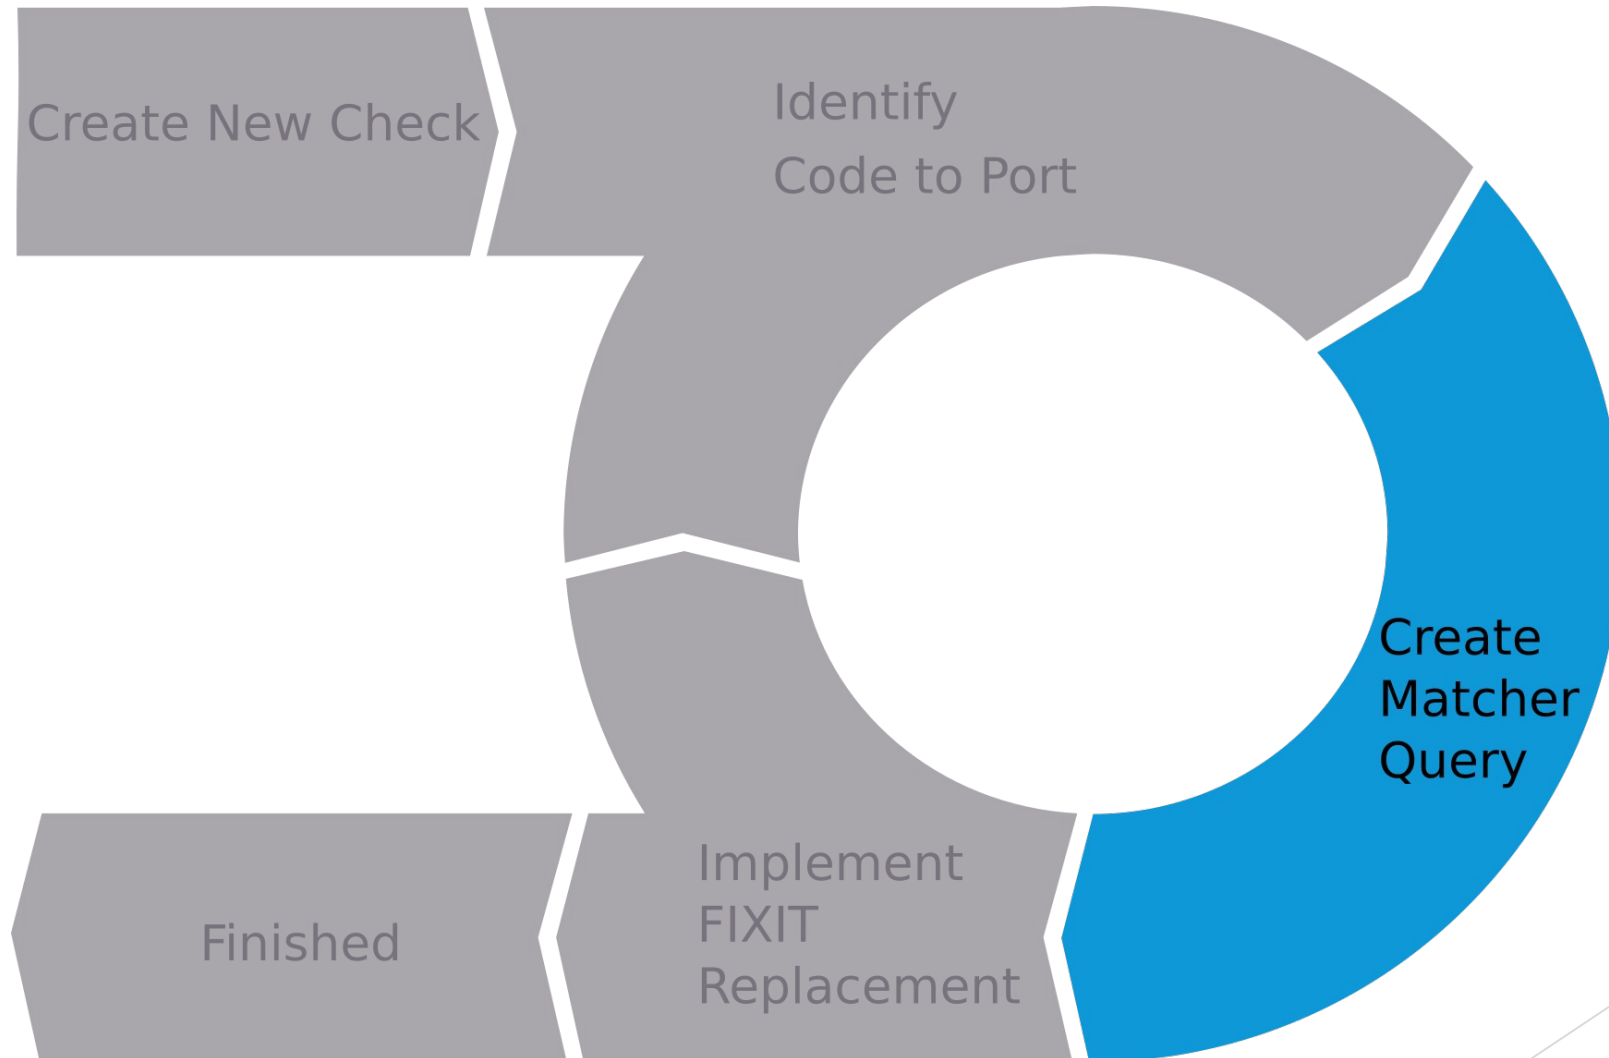 Create New Check
Identify
Code to Port
Create
Matcher
Query
Implement
FIXIT
Replacement
Finished